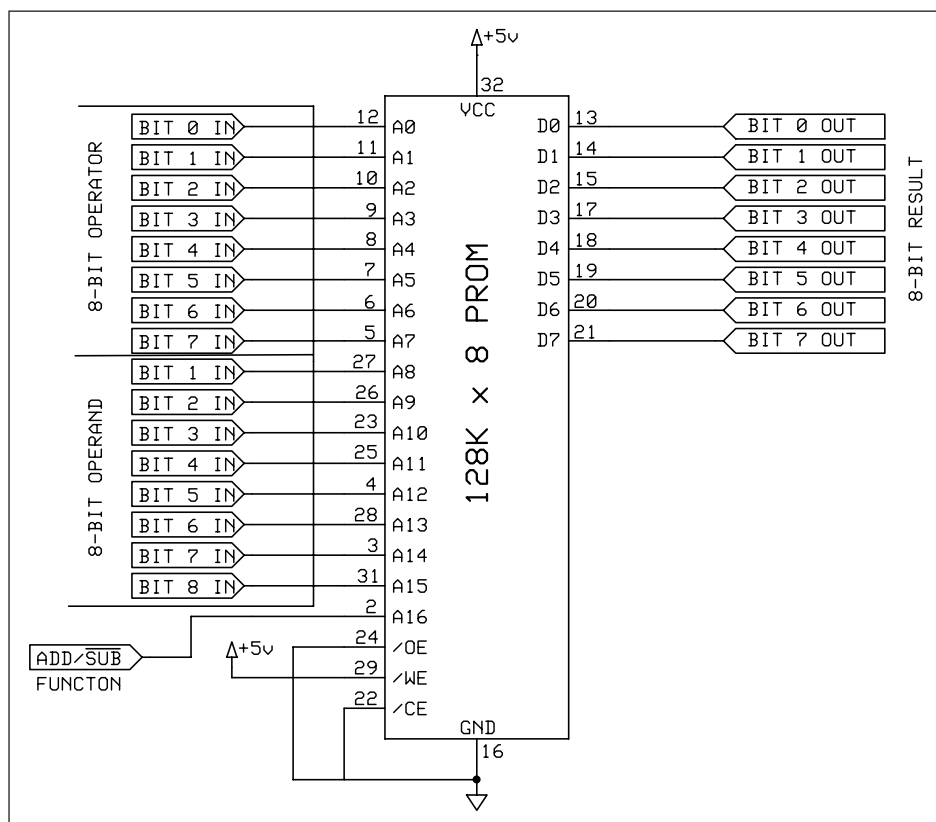 +5v
32
VCC
8-BIT OPERATOR
BIT 0 IN 12 A0
BIT 1 IN 11 A1
BIT 2 IN 10 A2
BIT 3 IN 9 A3
BIT 4 IN 8 A4
BIT 5 IN 7 A5
BIT 6 IN 6 A6
BIT 7 IN 5 A7
8-BIT OPERAND
BIT 1 IN 27 A8
BIT 2 IN 26 A9
BIT 3 IN 23 A10
BIT 4 IN 25 A11
BIT 5 IN 4 A12
BIT 6 IN 28 A13
BIT 7 IN 3 A14
BIT 8 IN 31 A15
2 A16
ADD/SUB
FUNCTON
24 /OE
+5v
29 /WE
22 /CE
128K x 8 PROM
D0 13 BIT 0 OUT
D1 14 BIT 1 OUT
D2 15 BIT 2 OUT
D3 17 BIT 3 OUT
D4 18 BIT 4 OUT
D5 19 BIT 5 OUT
D6 20 BIT 6 OUT
D7 21 BIT 7 OUT
8-BIT RESULT
GND
16